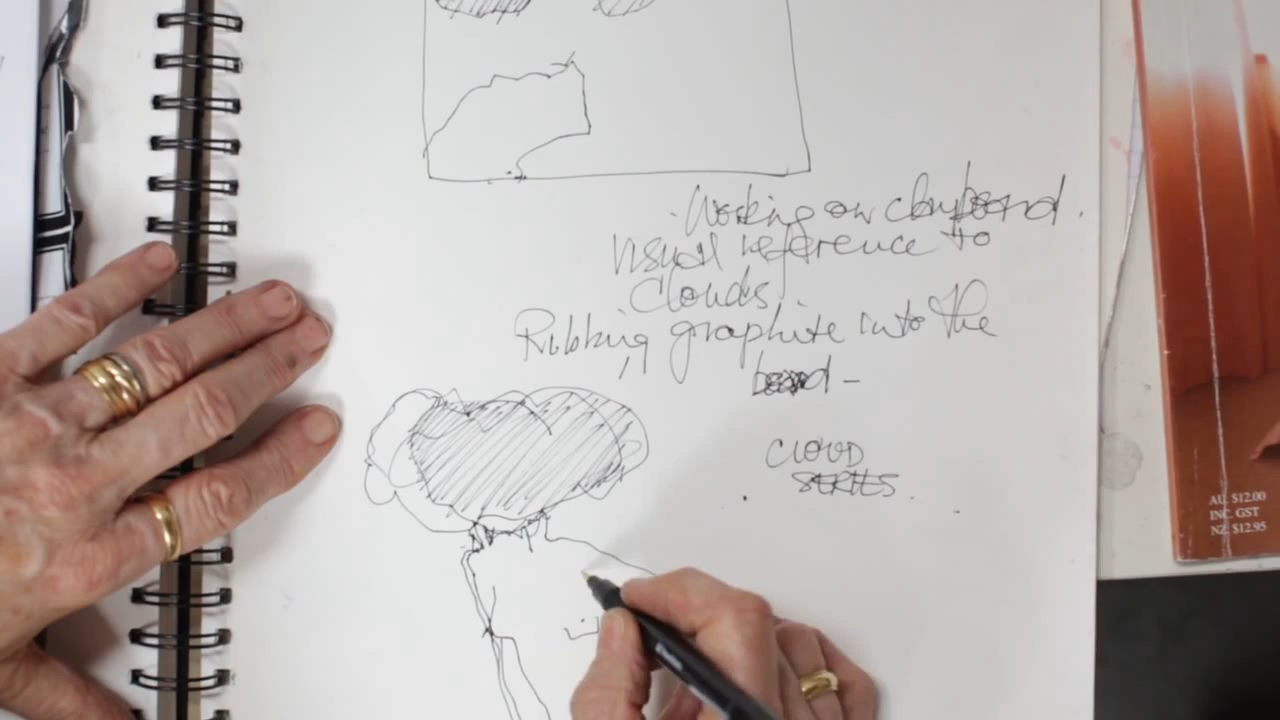 Working on clayboard.
visual reference to
Clouds.
Rubbing graphite into the
board -
CLOUD
SERIES
AU $12.00
INC. GST
NZ $12.95